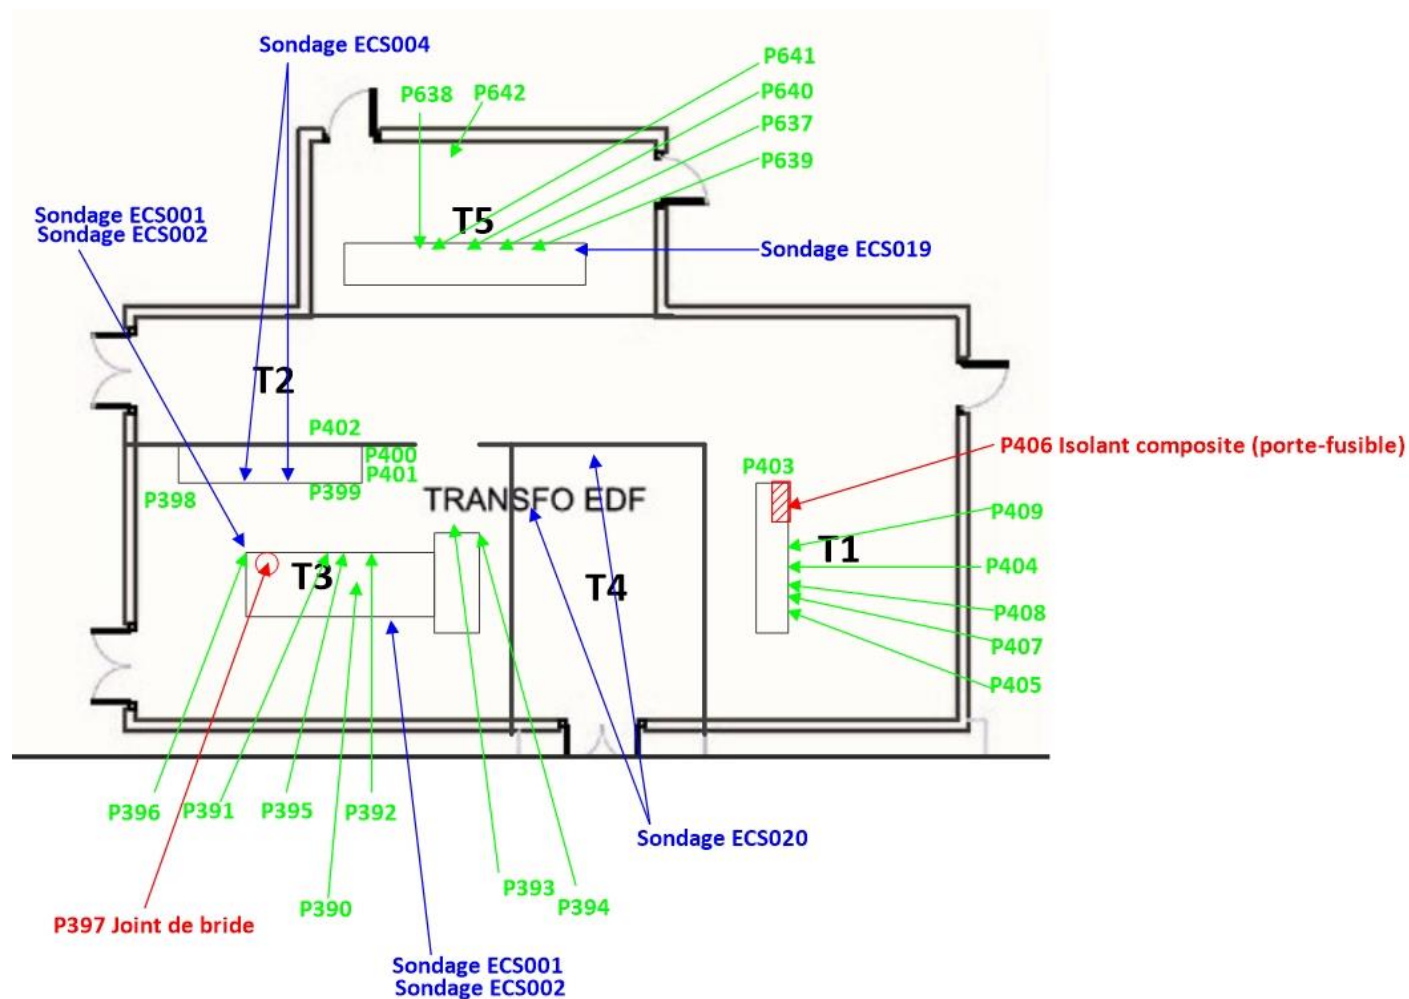 Sondage ECS004
P641
P638
P642
P640
P637
P639
Sondage ECS001
Sondage ECS002
T5
Sondage ECS019
T2
P402
P400
P401
P398
P399
TRANSFO EDF
P403
P406 Isolant composite (porte-fusible)
P409
T1
P404
T3
T4
P408
P407
P405
P396
P391
P395
P392
Sondage ECS020
P393
P390
P394
P397 Joint de bride
Sondage ECS001
Sondage ECS002